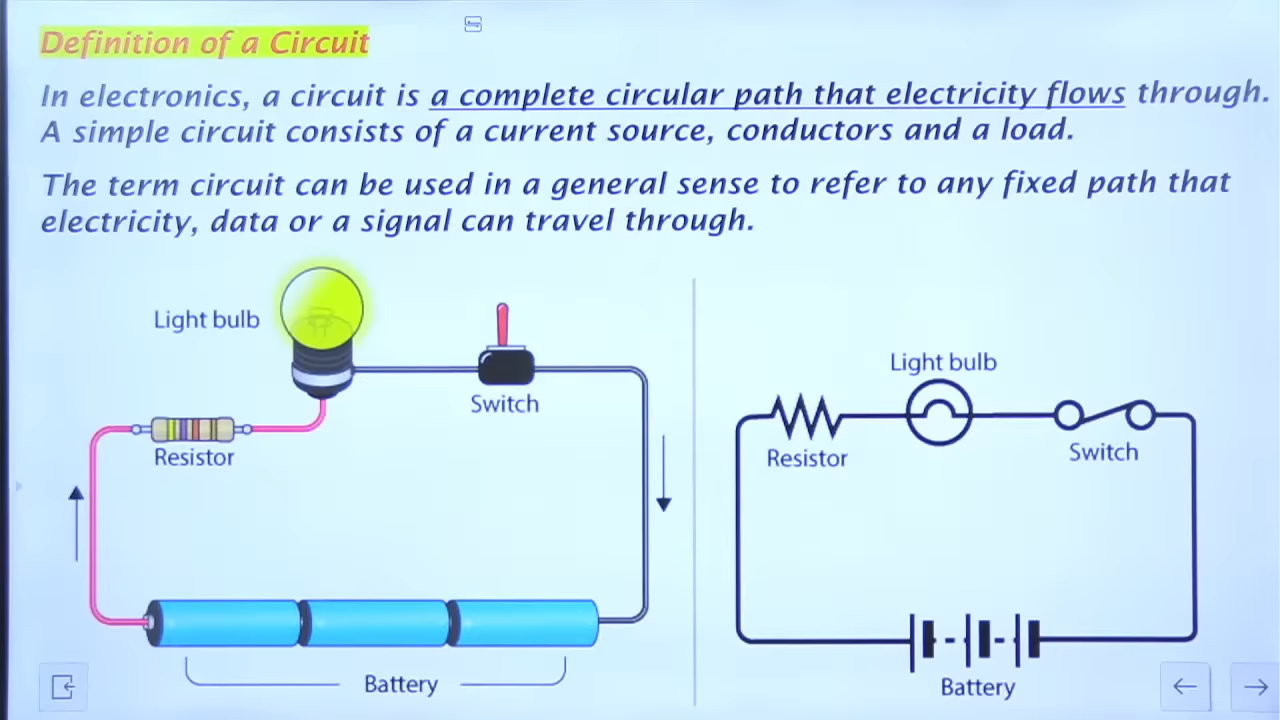 Definition of a Circuit
In electronics, a circuit is a complete circular path that electricity flows through.
A simple circuit consists of a current source, conductors and a load.
The term circuit can be used in a general sense to refer to any fixed path that
electricity, data or a signal can travel through.
Light bulb
Switch
Resistor
Battery
Light bulb
Resistor
Switch
Battery